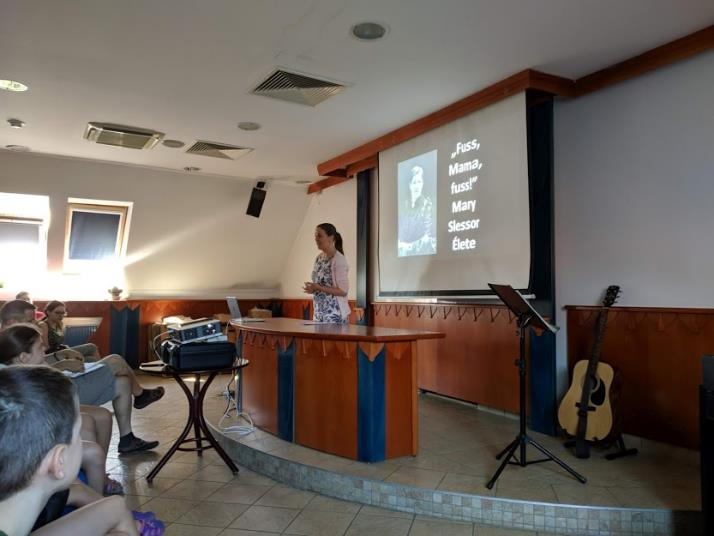 „Fuss,
Mama,
fuss!”
Mary
Slessor
Élete